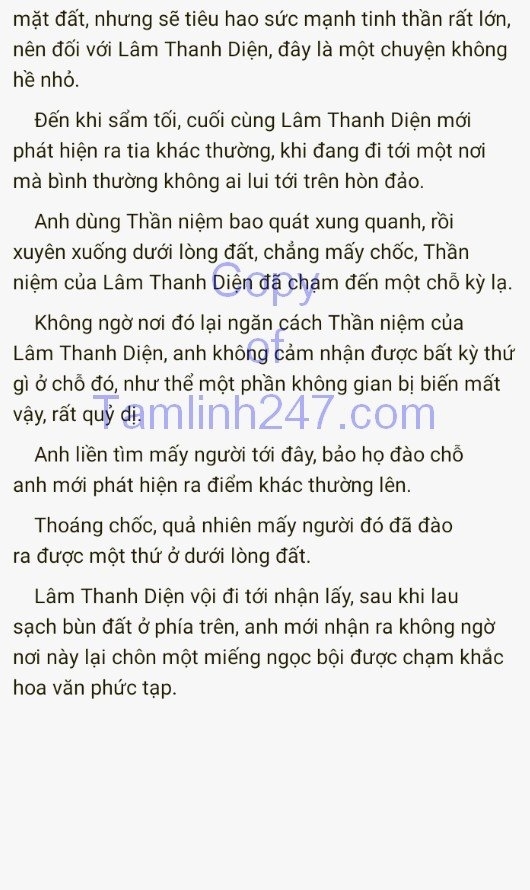 mặt đất, nhưng sẽ tiêu hao sức mạnh tinh thần rất lớn,
nên đối với Lâm Thanh Diện, đây là một chuyện không
hề nhỏ.
Đến khi sẩm tối, cuối cùng Lâm Thanh Diện mới
phát hiện ra tia khác thường, khi đang đi tới một nơi
mà bình thường không ai lui tới trên hòn đảo.
Anh dùng Thần niệm bao quát xung quanh, rồi
xuyên xuống dưới lòng đất, chẳng mấy chốc, Thần
niệm của Lâm Thanh Diện đã chạm đến một chỗ kỳ lạ.
Không ngờ nơi đó lại ngăn cách Thần niệm của
Lâm Thanh Diện, anh không cảm nhận được bất kỳ thứ
gì ở chỗ đó, như thể một phần không gian bị biến mất
vậy, rất quỷ dị.
Anh liền tìm mấy người tới đây, bảo họ đào chỗ
anh mới phát hiện ra điểm khác thường lên.
Thoáng chốc, quả nhiên mấy người đó đã đào
ra được một thứ ở dưới lòng đất.
Lâm Thanh Diện vội đi tới nhận lấy, sau khi lau
sạch bùn đất ở phía trên, anh mới nhận ra không ngờ
nơi này lại chôn một miếng ngọc bội được chạm khắc
hoa văn phức tạp.
Copy
of
Tamlinh247.com